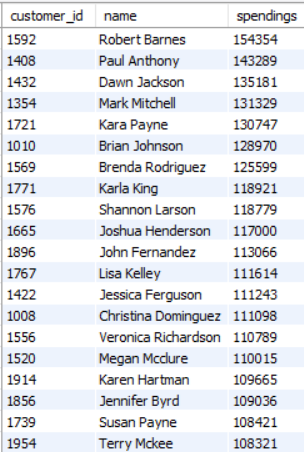 customer_id name spendings
1592 Robert Barnes 154354
1408 Paul Anthony 143289
1432 Dawn Jackson 135181
1354 Mark Mitchell 131329
1721 Kara Payne 130747
1010 Brian Johnson 128970
1569 Brenda Rodriguez 125599
1771 Karla King 118921
1576 Shannon Larson 118779
1665 Joshua Henderson 117000
1896 John Fernandez 113066
1767 Lisa Kelley 111614
1422 Jessica Ferguson 111243
1008 Christina Dominguez 111098
1556 Veronica Richardson 110789
1520 Megan Mcclure 110015
1914 Karen Hartman 109665
1856 Jennifer Byrd 109036
1739 Susan Payne 108421
1954 Terry Mckee 108321